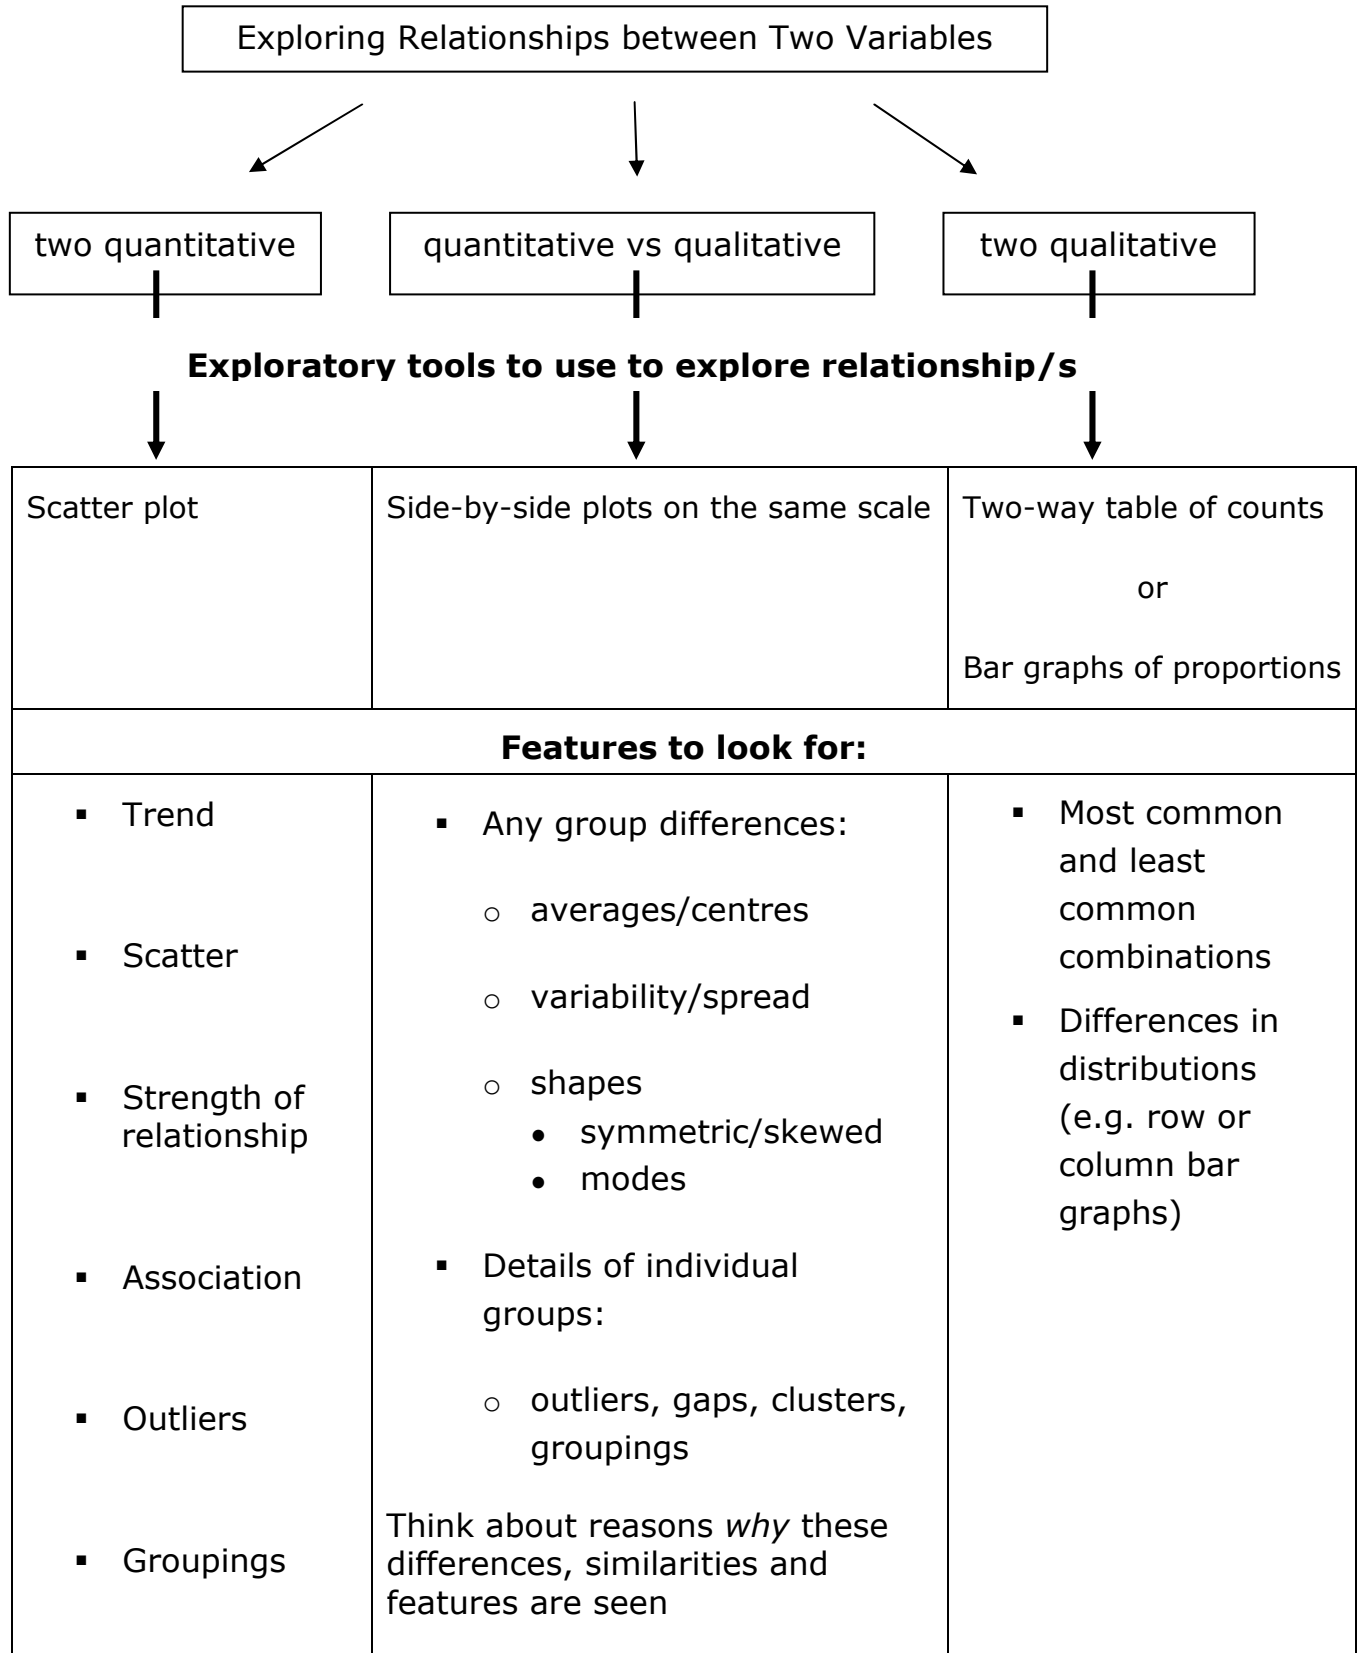 Exploring Relationships between Two Variables
two quantitative
quantitative vs qualitative
two qualitative
Exploratory tools to use to explore relationship/s
Scatter plot
Side-by-side plots on the same scale
Two-way table of counts
or
Bar graphs of proportions
Features to look for:
▪ Trend
▪ Scatter
▪ Strength of
relationship
▪ Association
▪ Outliers
▪ Groupings
▪ Any group differences:
○ averages/centres
○ variability/spread
○ shapes
• symmetric/skewed
• modes
▪ Details of individual
groups:
○ outliers, gaps, clusters,
groupings
Think about reasons why these
differences, similarities and
features are seen
▪ Most common
and least
common
combinations
▪ Differences in
distributions
(e.g. row or
column bar
graphs)